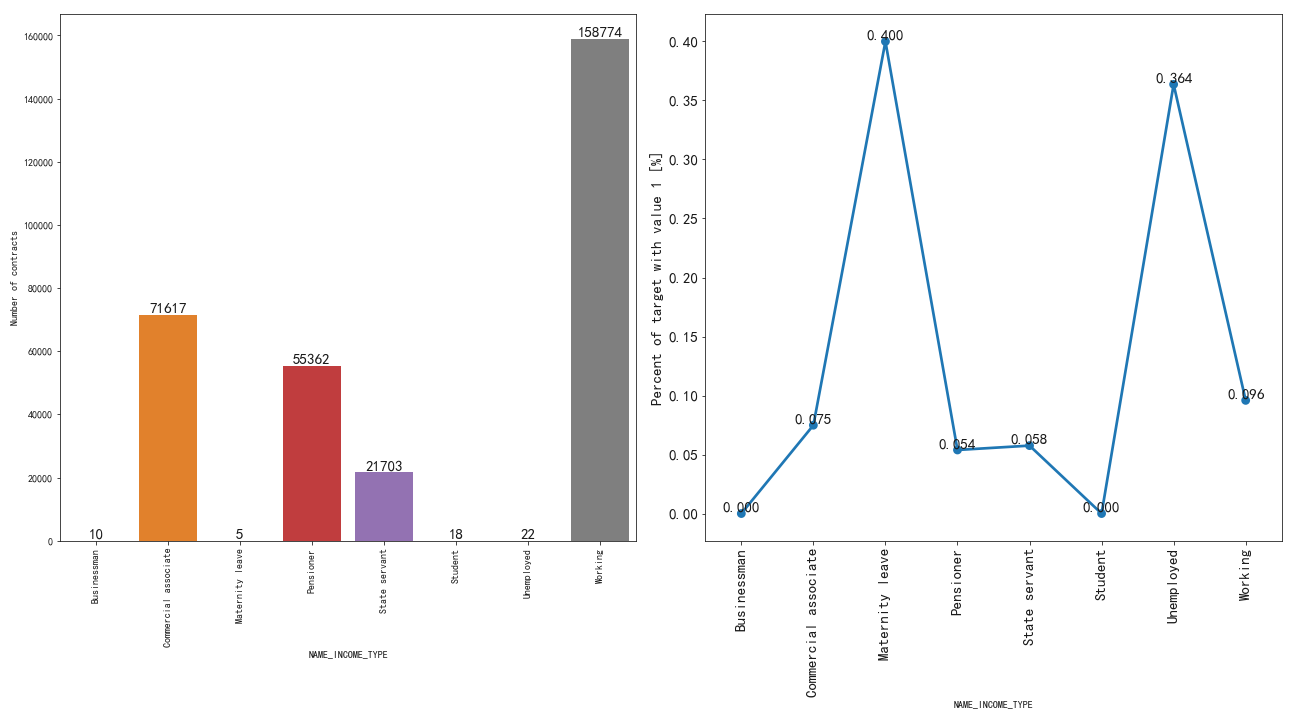 160000
140000
120000
100000
80000
60000
40000
20000
0
Number of contracts
10
71617
5
55362
21703
18
22
158774
Businessman
Commercial associate
Maternity leave
Pensioner
State servant
Student
Unemployed
Working
NAME_INCOME_TYPE
0.40
0.35
0.30
0.25
0.20
0.15
0.10
0.05
0.00
Percent of target with value 1 [%]
0.000
0.075
0.400
0.054
0.058
0.000
0.364
0.096
Businessman
Commercial associate
Maternity leave
Pensioner
State servant
Student
Unemployed
Working
NAME_INCOME_TYPE